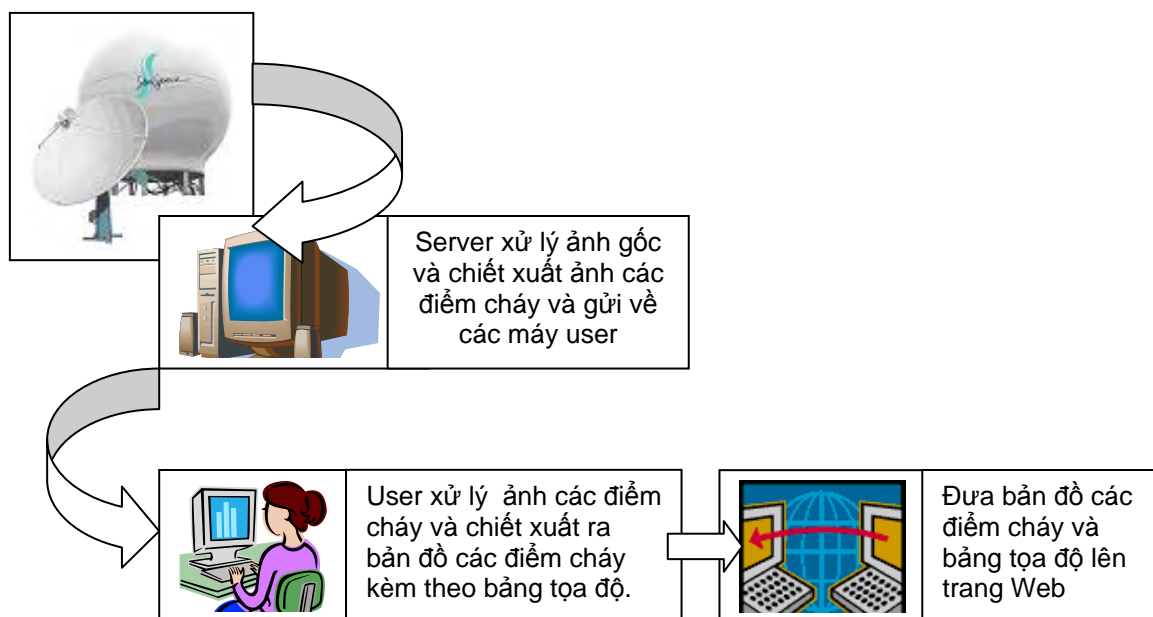 SeaSpace
Server xử lý ảnh gốc
và chiết xuất ảnh các
điểm cháy và gửi về
các máy user
User xử lý ảnh các điểm
cháy và chiết xuất ra
bản đồ các điểm cháy
kèm theo bảng tọa độ.
Đưa bản đồ các
điểm cháy và
bảng tọa độ lên
trang Web